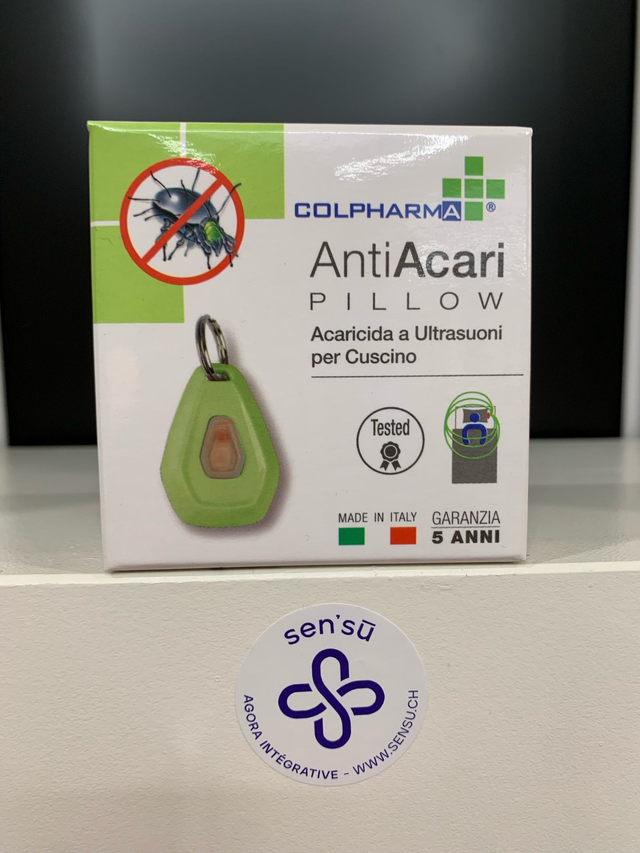 COLPHARMA®
AntiAcari
PILLOW
Acaricida a Ultrasuoni
per Cuscino
Tested
MADE IN ITALY
GARANZIA
5 ANNI
sen'sū
AGORA INTÉGRATIVE - WWW.SENSU.CH